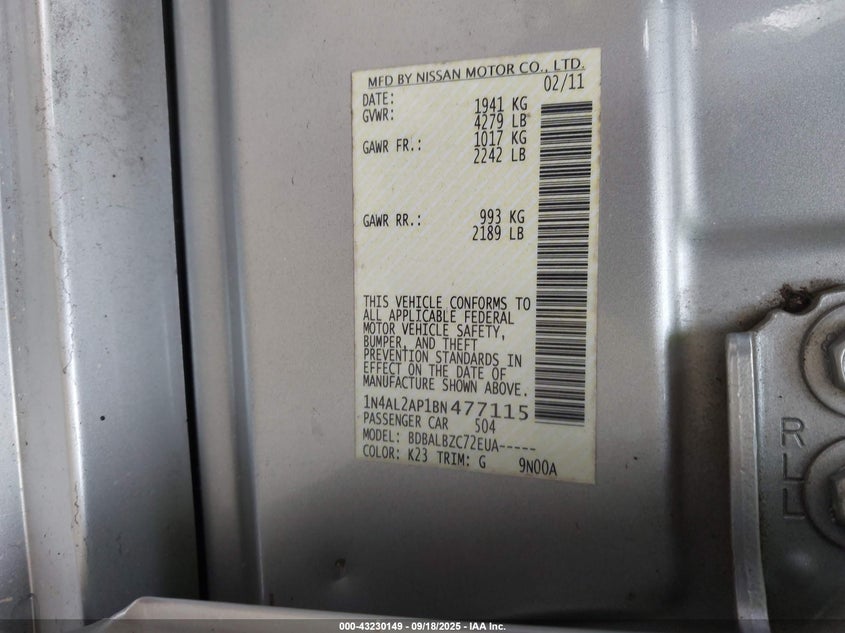 MFD BY NISSAN MOTOR CO., LTD.
02/11
DATE:
GVWR: 1941 KG
4279 LB
GAWR FR.: 1017 KG
2242 LB
GAWR RR.: 993 KG
2189 LB
THIS VEHICLE CONFORMS TO
ALL APPLICABLE FEDERAL
MOTOR VEHICLE SAFETY,
BUMPER, AND THEFT
PREVENTION STANDARDS IN
EFFECT ON THE DATE OF
MANUFACTURE SHOWN ABOVE.
1N4AL2AP1BN477115
PASSENGER CAR 504
MODEL: BDBALBZC72EUA-----
COLOR: K23 TRIM: G 9N00A
RLL
000-43230149 - 09/18/2025 - IAA Inc.